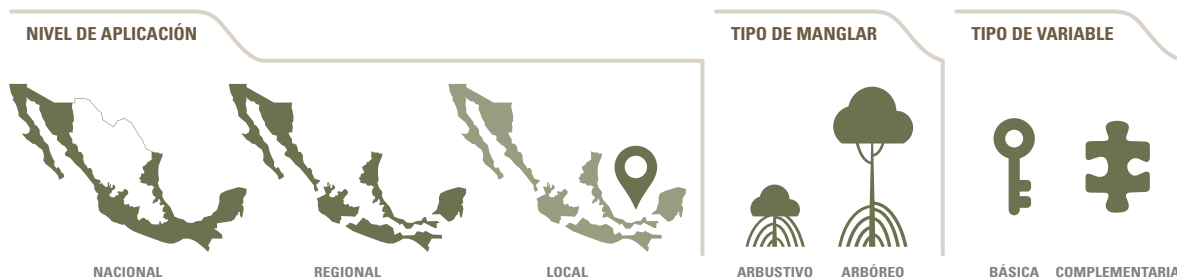 NIVEL DE APLICACIÓN
TIPO DE MANGLAR
TIPO DE VARIABLE
NACIONAL
REGIONAL
LOCAL
ARBUSTIVO
ARBÓREO
BÁSICA
COMPLEMENTARIA